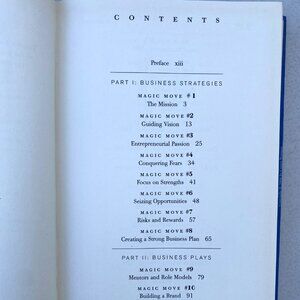 CONTENTS
Preface xiii
PART I: BUSINESS STRATEGIES
MAGIC MOVE #1
The Mission 3
MAGIC MOVE #2
Guiding Vision 13
MAGIC MOVE #3
Entrepreneurial Passion 25
MAGIC MOVE #4
Conquering Fears 34
MAGIC MOVE #5
Focus on Strengths 41
MAGIC MOVE #6
Seizing Opportunities 48
MAGIC MOVE #7
Risks and Rewards 57
MAGIC MOVE #8
Creating a Strong Business Plan 65
PART II: BUSINESS PLAYS
MAGIC MOVE #9
Mentors and Role Models 79
MAGIC MOVE #10
Building a Brand 91